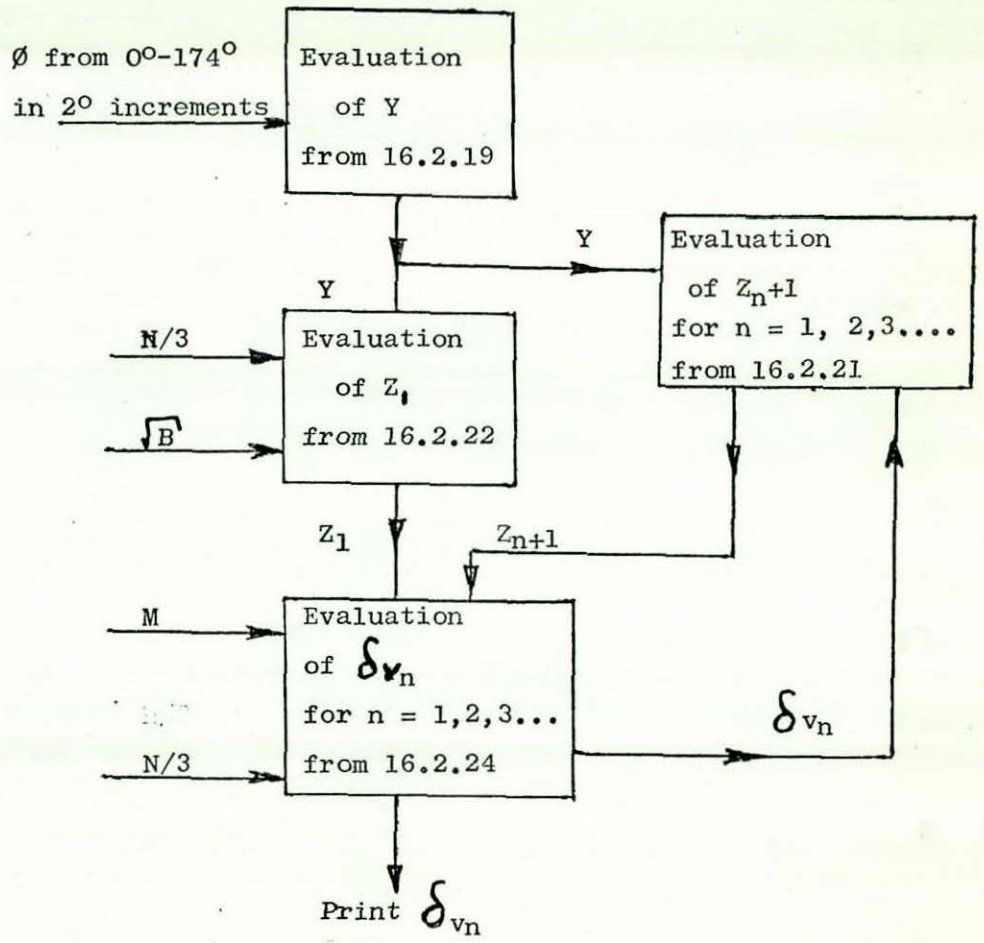 Ø from 0°-174°
in 2° increments
Evaluation
of Y
from 16.2.19
Y
Y
Evaluation
of Zn+1
for n = 1, 2,3....
from 16.2.21
N/3
√B
Evaluation
of Z1
from 16.2.22
Z1
Zn+1
M
N/3
Evaluation
of δvn
for n = 1,2,3...
from 16.2.24
δvn
Print δvn